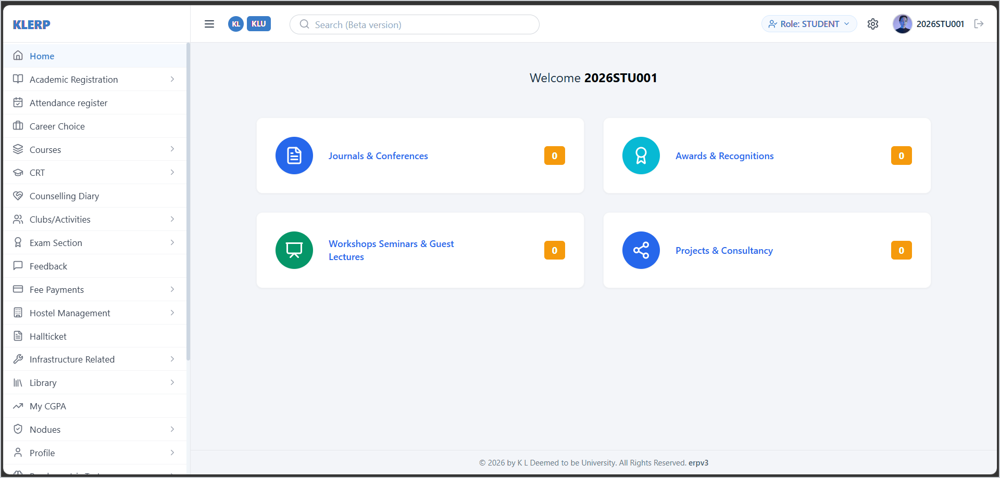 KLERP
KL
KLU
Search (Beta version)
Role: STUDENT
2026STU001
Home
Academic Registration
Attendance register
Career Choice
Courses
CRT
Counselling Diary
Clubs/Activities
Exam Section
Feedback
Fee Payments
Hostel Management
Hallticket
Infrastructure Related
Library
My CGPA
Nodues
Profile
Welcome 2026STU001
Journals & Conferences
0
Awards & Recognitions
0
Workshops Seminars & Guest
Lectures
0
Projects & Consultancy
0
© 2026 by K L Deemed to be University. All Rights Reserved. erpv3